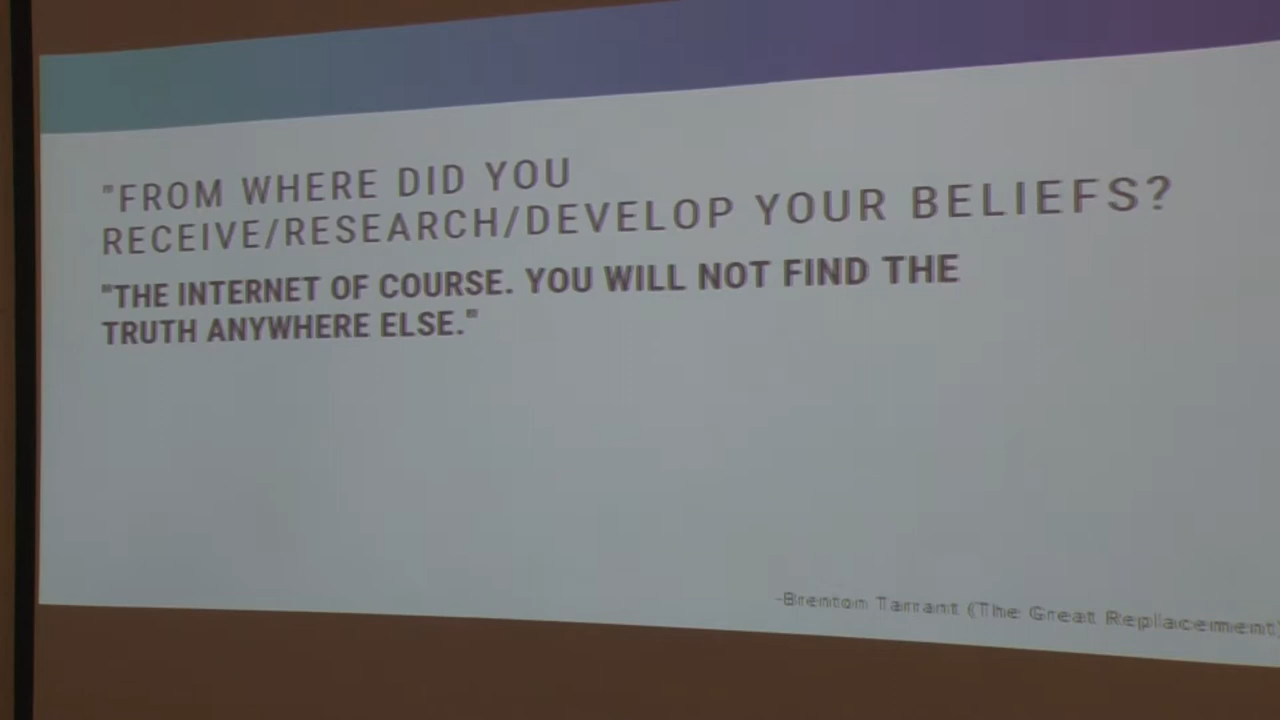 "FROM WHERE DID YOU
RECEIVE/RESEARCH/DEVELOP YOUR BELIEFS?
"THE INTERNET OF COURSE. YOU WILL NOT FIND THE
TRUTH ANYWHERE ELSE."
-Brenton Tarrant (The Great Replacement)